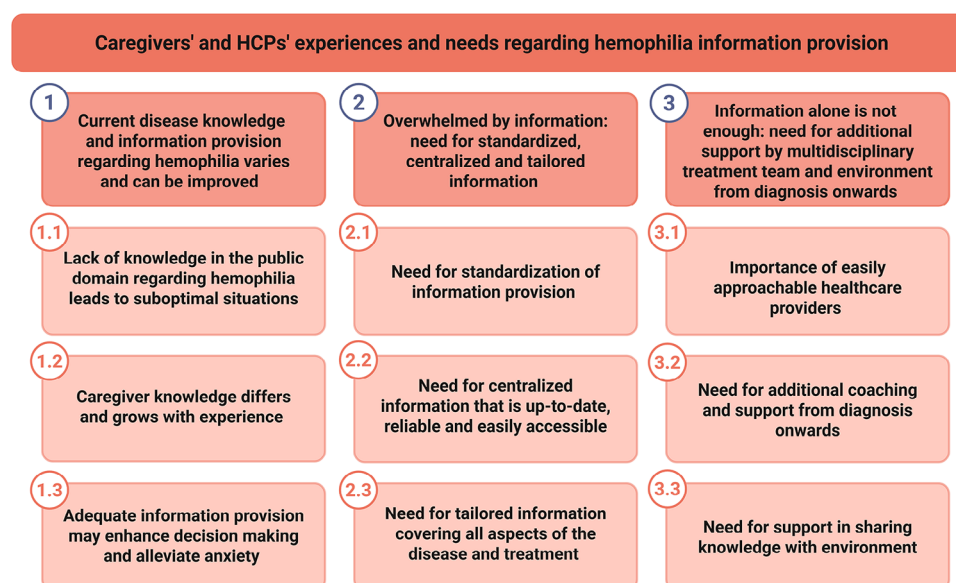 Caregivers' and HCPs' experiences and needs regarding hemophilia information provision
1
Current disease knowledge
and information provision
regarding hemophilia varies
and can be improved
2
Overwhelmed by information:
need for standardized,
centralized and tailored
information
3
Information alone is not
enough: need for additional
support by multidisciplinary
treatment team and environment
from diagnosis onwards
1.1
Lack of knowledge in the public
domain regarding hemophilia
leads to suboptimal situations
2.1
Need for standardization of
information provision
3.1
Importance of easily
approachable healthcare
providers
1.2
Caregiver knowledge differs
and grows with experience
2.2
Need for centralized
information that is up-to-date,
reliable and easily accessible
3.2
Need for additional coaching
and support from diagnosis
onwards
1.3
Adequate information provision
may enhance decision making
and alleviate anxiety
2.3
Need for tailored information
covering all aspects of the
disease and treatment
3.3
Need for support in sharing
knowledge with environment